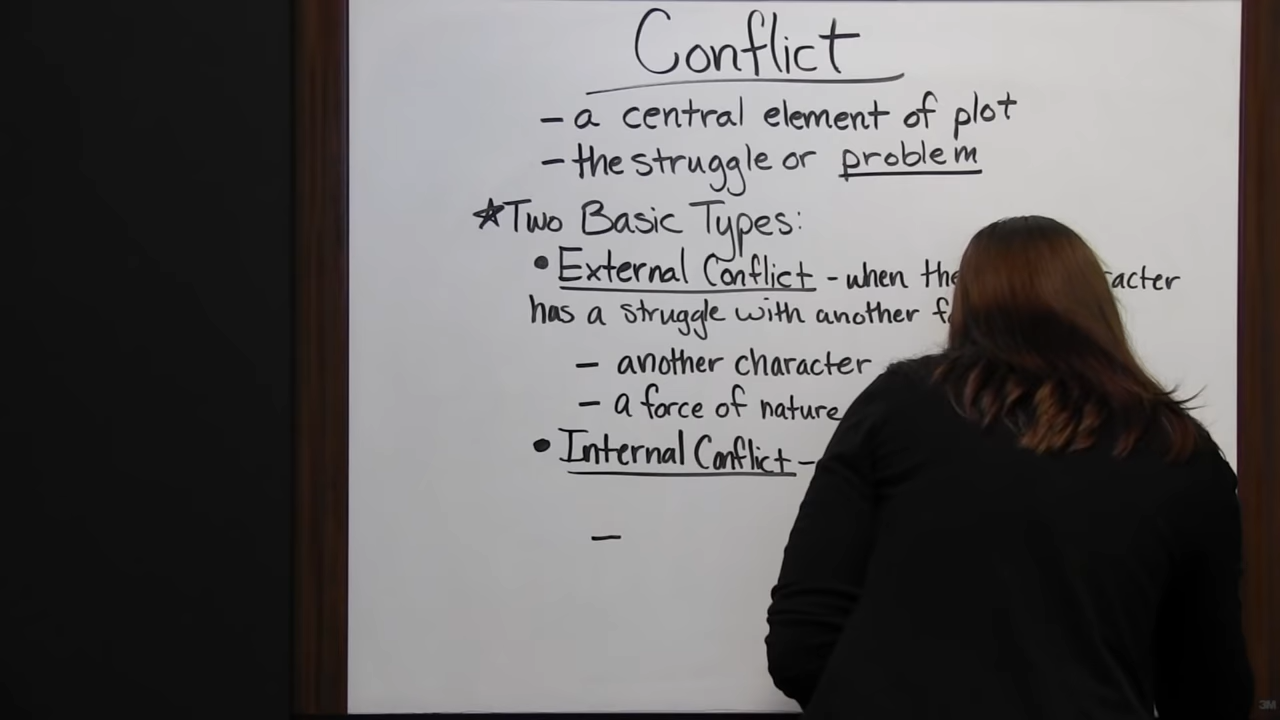 Conflict
- a central element of plot
- the struggle or problem
☆ Two Basic Types:
• External Conflict - when the
has a struggle with another
- another character
- a force of nature
• Internal Conflict -
-
3M